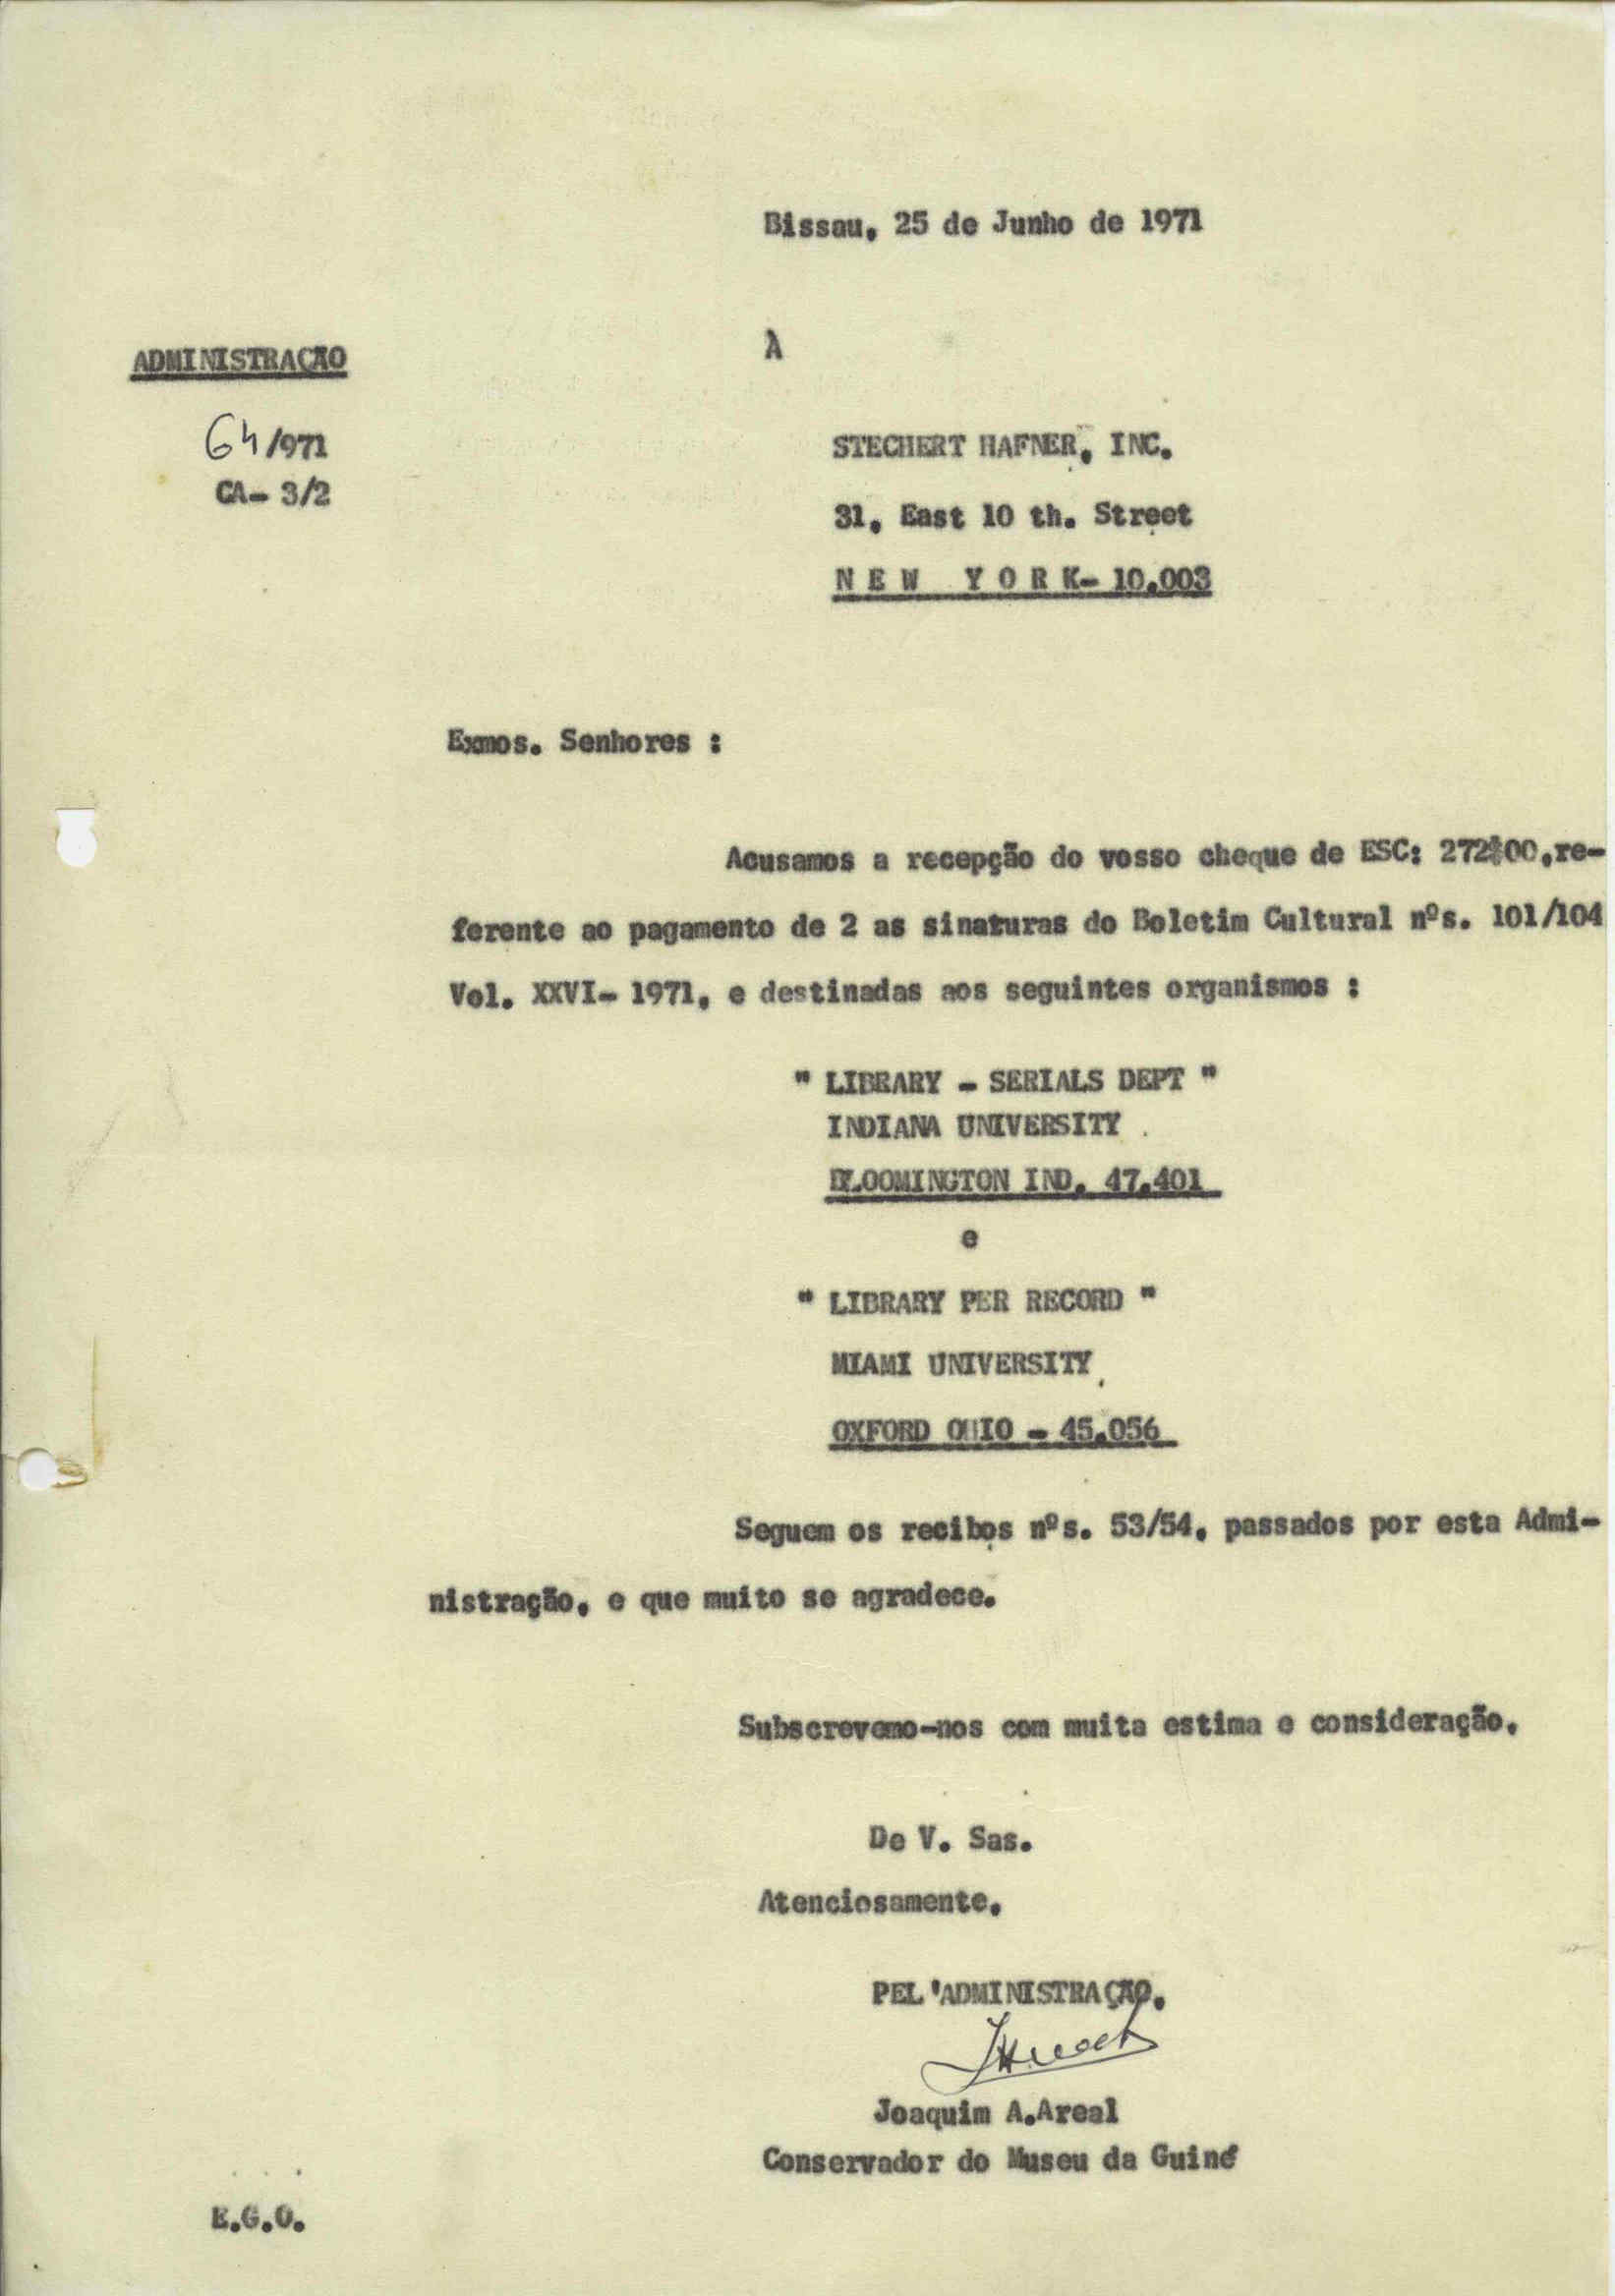 Bissau, 25 de Junho de 1971
À
ADMINISTRAÇÃO
64/971
CA- 3/2
STECHERT HAFNER, INC.
31, East 10 th. Street
N E W  Y O R K- 10.003
Exmos. Senhores :
Acusamos a recepção do vosso cheque de ESC: 272$00,re-
ferente ao pagamento de 2 as sinaturas do Boletim Cultural nºs. 101/104
Vol. XXVI- 1971, e destinadas aos seguintes organismos :
" LIBRARY - SERIALS DEPT "
INDIANA UNIVERSITY
BLOOMINGTON IND. 47.401
e
" LIBRARY PER RECORD "
MIAMI UNIVERSITY
OXFORD OHIO - 45.056
Seguem os recibos nºs. 53/54, passados por esta Admi-
nistração, e que muito se agradece.
Subscrevemo-nos com muita estima e consideração,
De V. Sas.
Atenciosamente,
PEL'ADMINISTRAÇÃO,
Joaquim A.Areal
Conservador do Museu da Guiné
E.G.O.